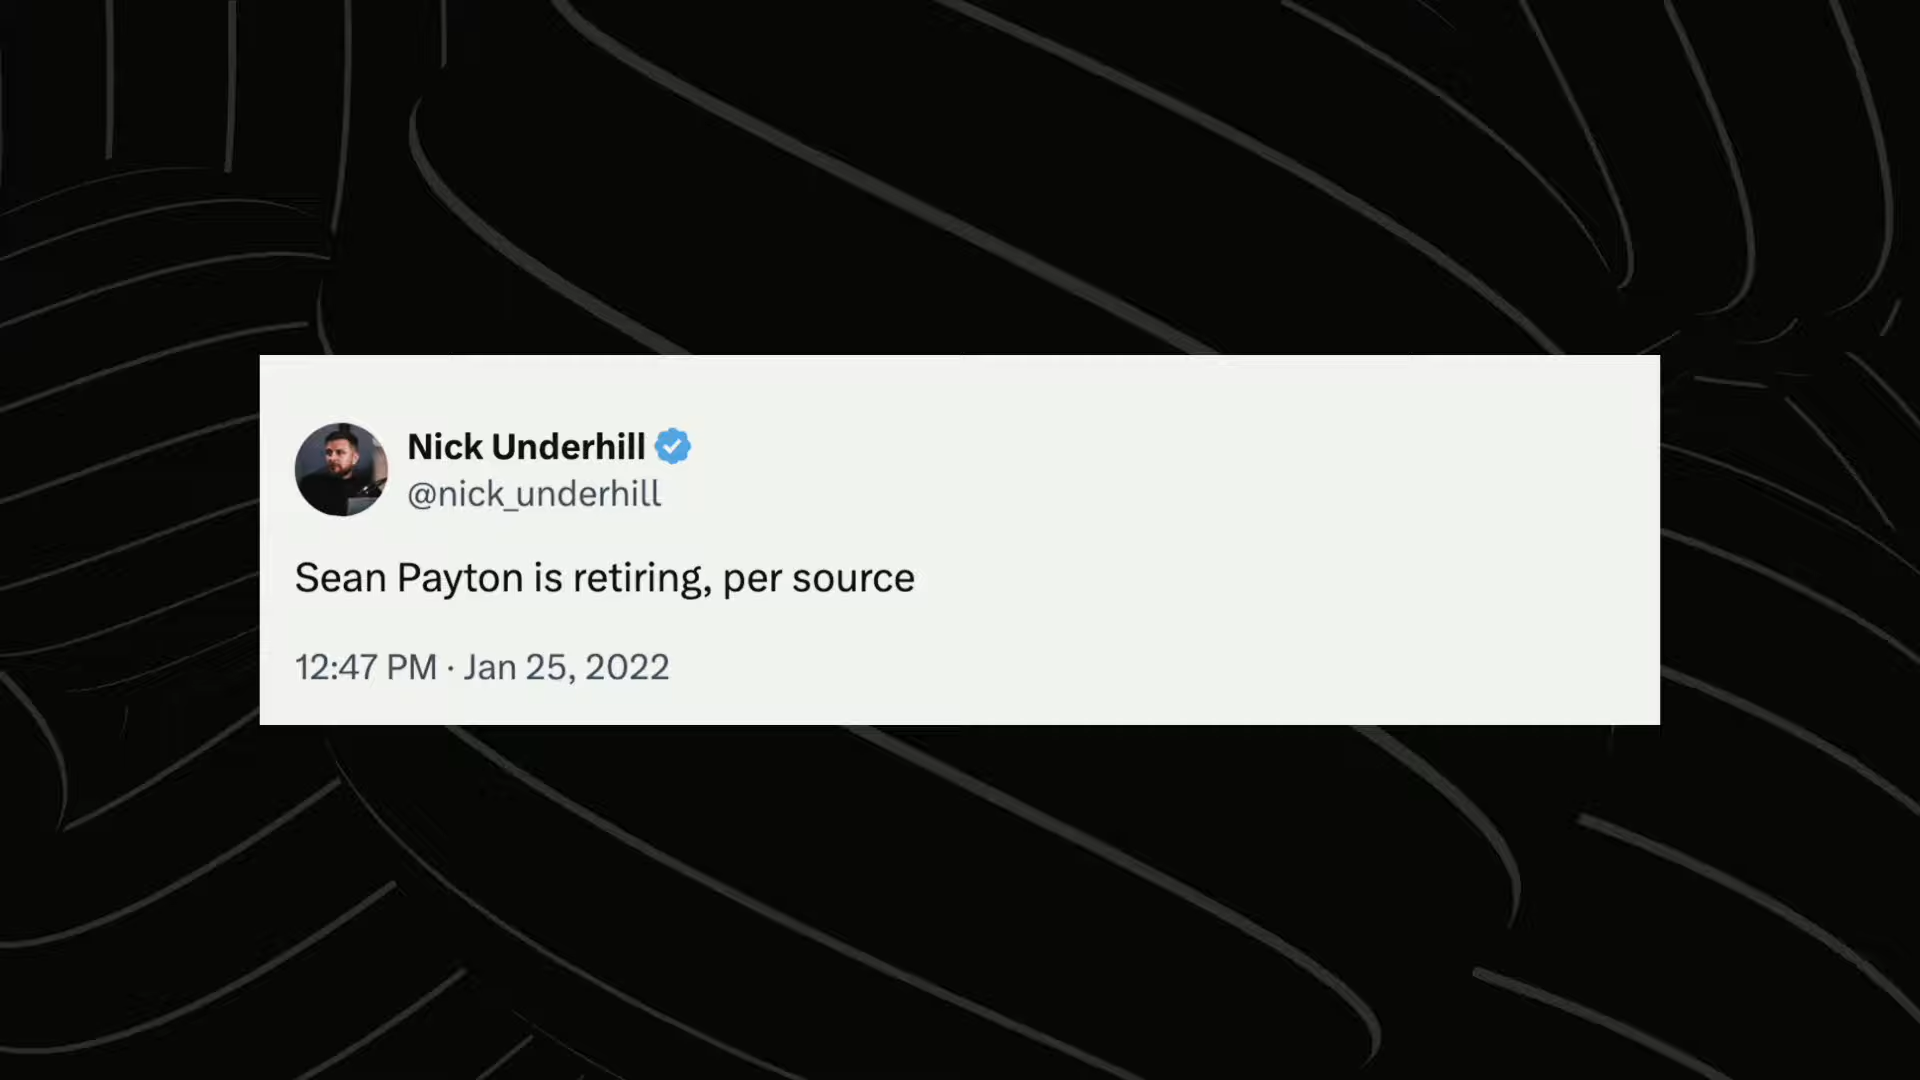 Nick Underhill
@nick_underhill
Sean Payton is retiring, per source
12:47 PM · Jan 25, 2022